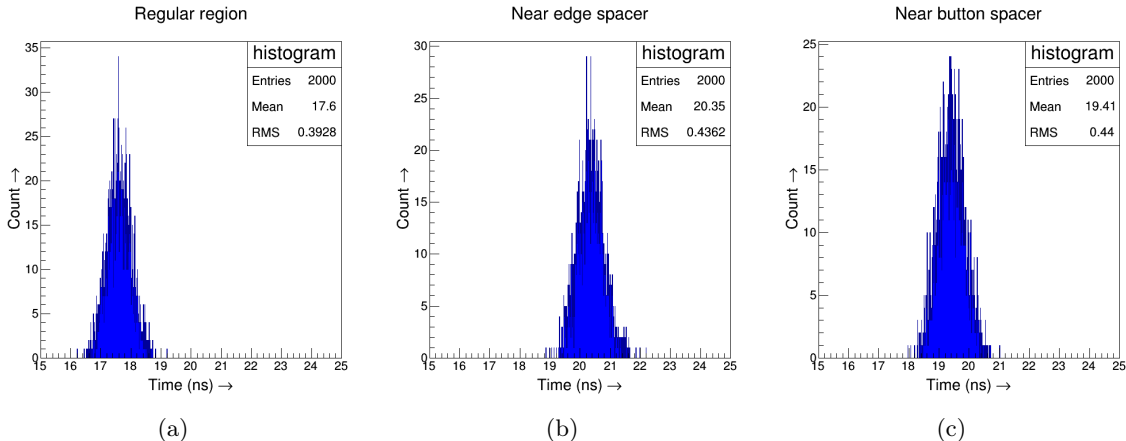 Regular region
histogram
Entries 2000
Mean 17.6
RMS 0.3928
35
30
25
20
15
10
5
0
Count →
15 16 17 18 19 20 21 22 23 24 25
Time (ns) →
(a)
Near edge spacer
histogram
Entries 2000
Mean 20.35
RMS 0.4362
30
25
20
15
10
5
0
Count →
15 16 17 18 19 20 21 22 23 24 25
Time (ns) →
(b)
Near button spacer
histogram
Entries 2000
Mean 19.41
RMS 0.44
25
20
15
10
5
0
Count →
15 16 17 18 19 20 21 22 23 24 25
Time (ns) →
(c)